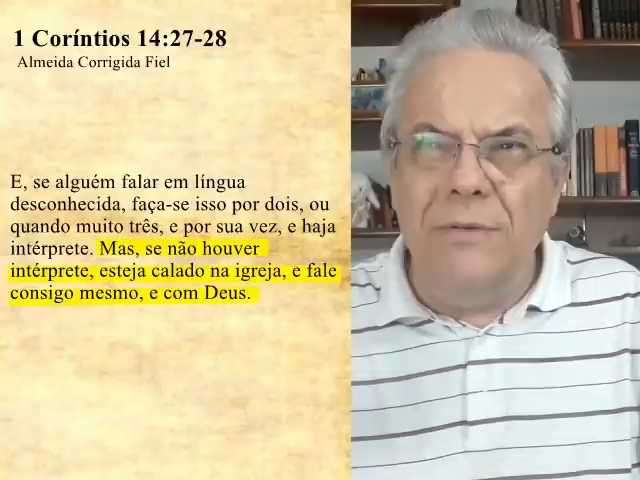 1 Coríntios 14:27-28
Almeida Corrigida Fiel
E, se alguém falar em língua
desconhecida, faça-se isso por dois, ou
quando muito três, e por sua vez, e haja
intérprete. Mas, se não houver
intérprete, esteja calado na igreja, e fale
consigo mesmo, e com Deus.